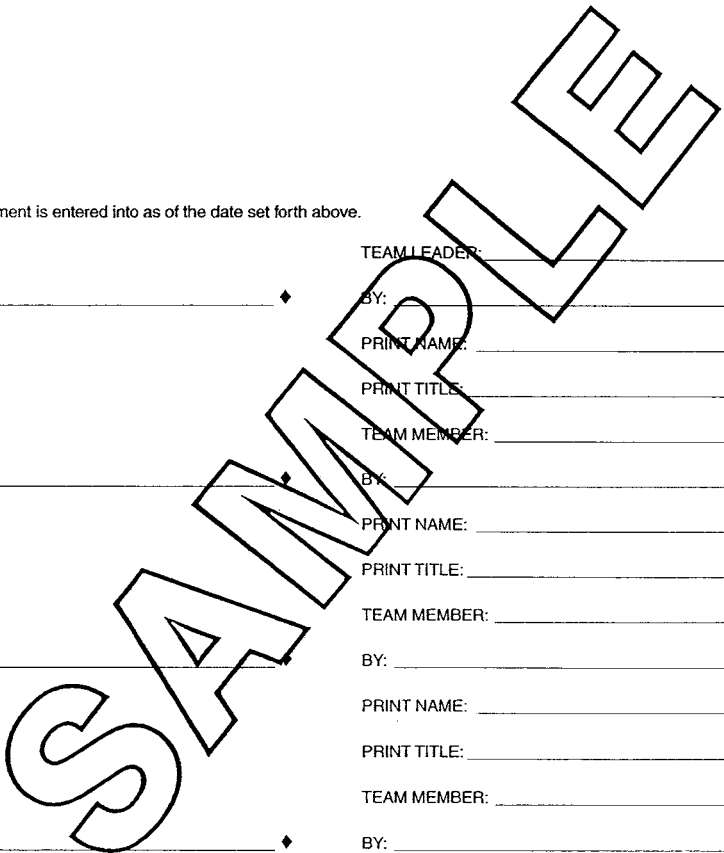 ment is entered into as of the date set forth above.
TEAM LEADER:
BY:
PRINT NAME:
PRINT TITLE:
TEAM MEMBER:
BY:
PRINT NAME:
PRINT TITLE:
TEAM MEMBER:
BY:
PRINT NAME:
PRINT TITLE:
TEAM MEMBER:
BY:
SAMPLE